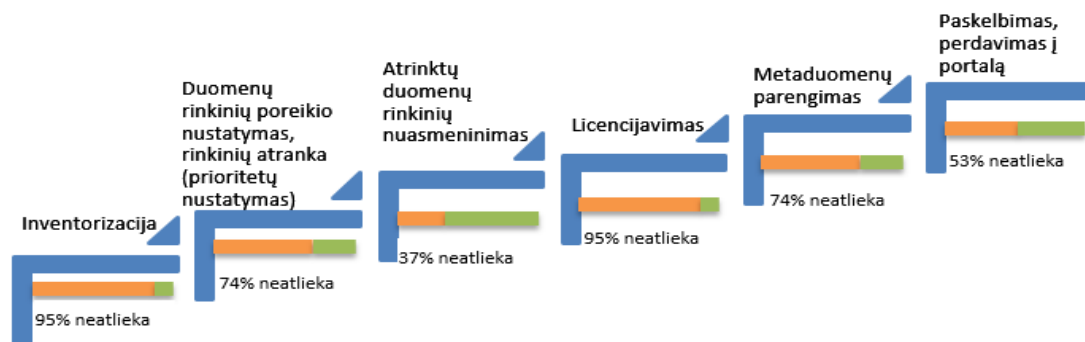 Inventorizacija
95% neatlieka
Duomenų
rinkinių poreikio
nustatymas,
rinkinių atranka
(prioritetų
nustatymas)
74% neatlieka
Atrinktų
duomenų
rinkinių
nuasmeninimas
37% neatlieka
Licencijavimas
95% neatlieka
Metaduomenų
parengimas
74% neatlieka
Paskelbimas,
perdavimas į
portalą
53% neatlieka